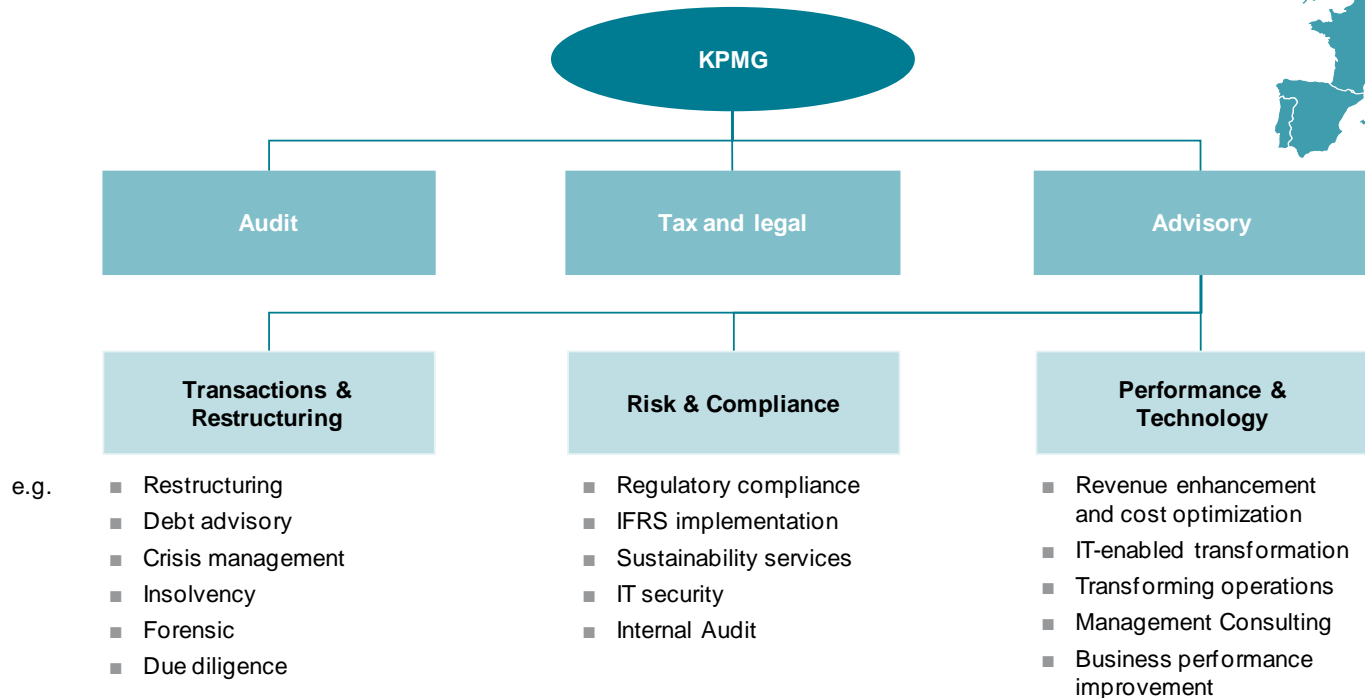 KPMG
Audit
Tax and legal
Advisory
Transactions &
Restructuring
Risk & Compliance
Performance &
Technology
e.g.
■ Restructuring
■ Debt advisory
■ Crisis management
■ Insolvency
■ Forensic
■ Due diligence
■ Regulatory compliance
■ IFRS implementation
■ Sustainability services
■ IT security
■ Internal Audit
■ Revenue enhancement
and cost optimization
■ IT-enabled transformation
■ Transforming operations
■ Management Consulting
■ Business performance
improvement